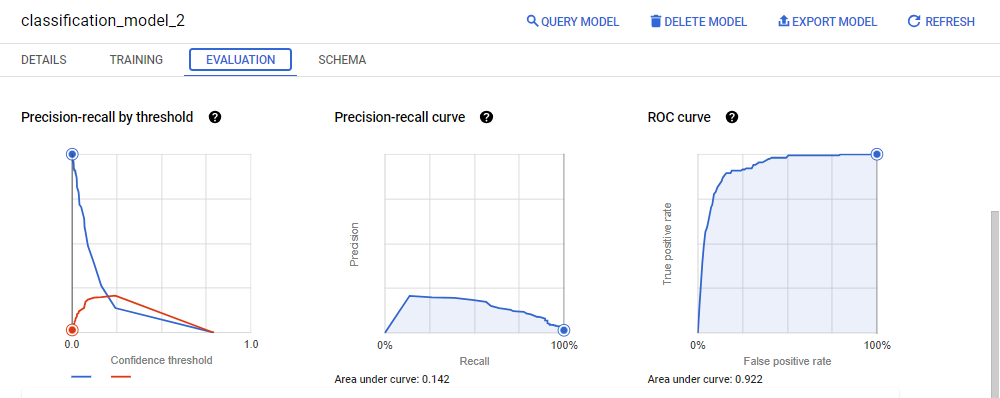 classification_model_2
QUERY MODEL
DELETE MODEL
EXPORT MODEL
REFRESH
DETAILS
TRAINING
EVALUATION
SCHEMA
Precision-recall by threshold
0.0
1.0
Confidence threshold
Precision-recall curve
Precision
0%
100%
Recall
Area under curve: 0.142
ROC curve
True positive rate
0%
100%
False positive rate
Area under curve: 0.922